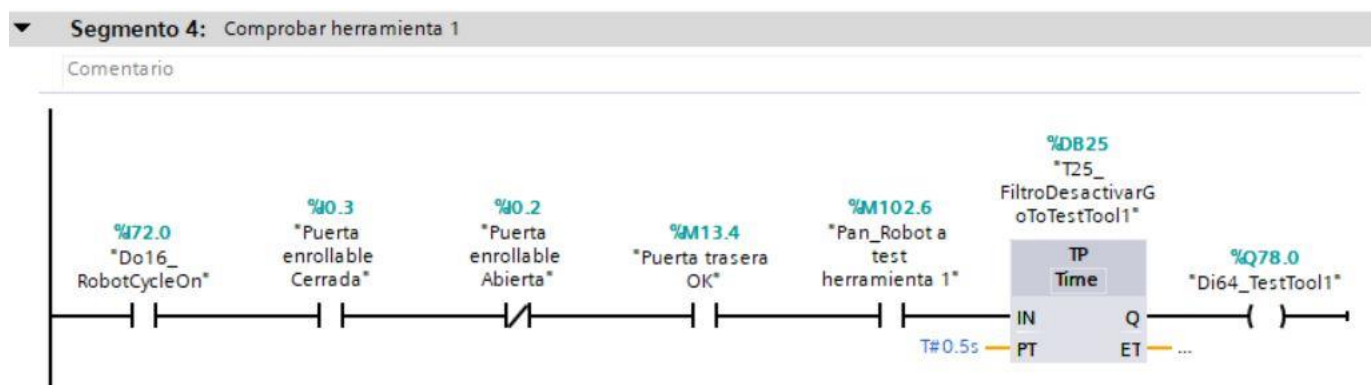 Segmento 4: Comprobar herramienta 1
Comentario
%I72.0
"Do16_
RobotCycleOn"
%I0.3
"Puerta
enrollable
Cerrada"
%I0.2
"Puerta
enrollable
Abierta"
%M13.4
"Puerta trasera
OK"
%M102.6
"Pan_Robot a
test
herramienta 1"
%DB25
"T25_
FiltroDesactivarG
oToTestTool1"
TP
Time
IN
Q
T#0.5s
PT
ET
...
%Q78.0
"Di64_TestTool1"